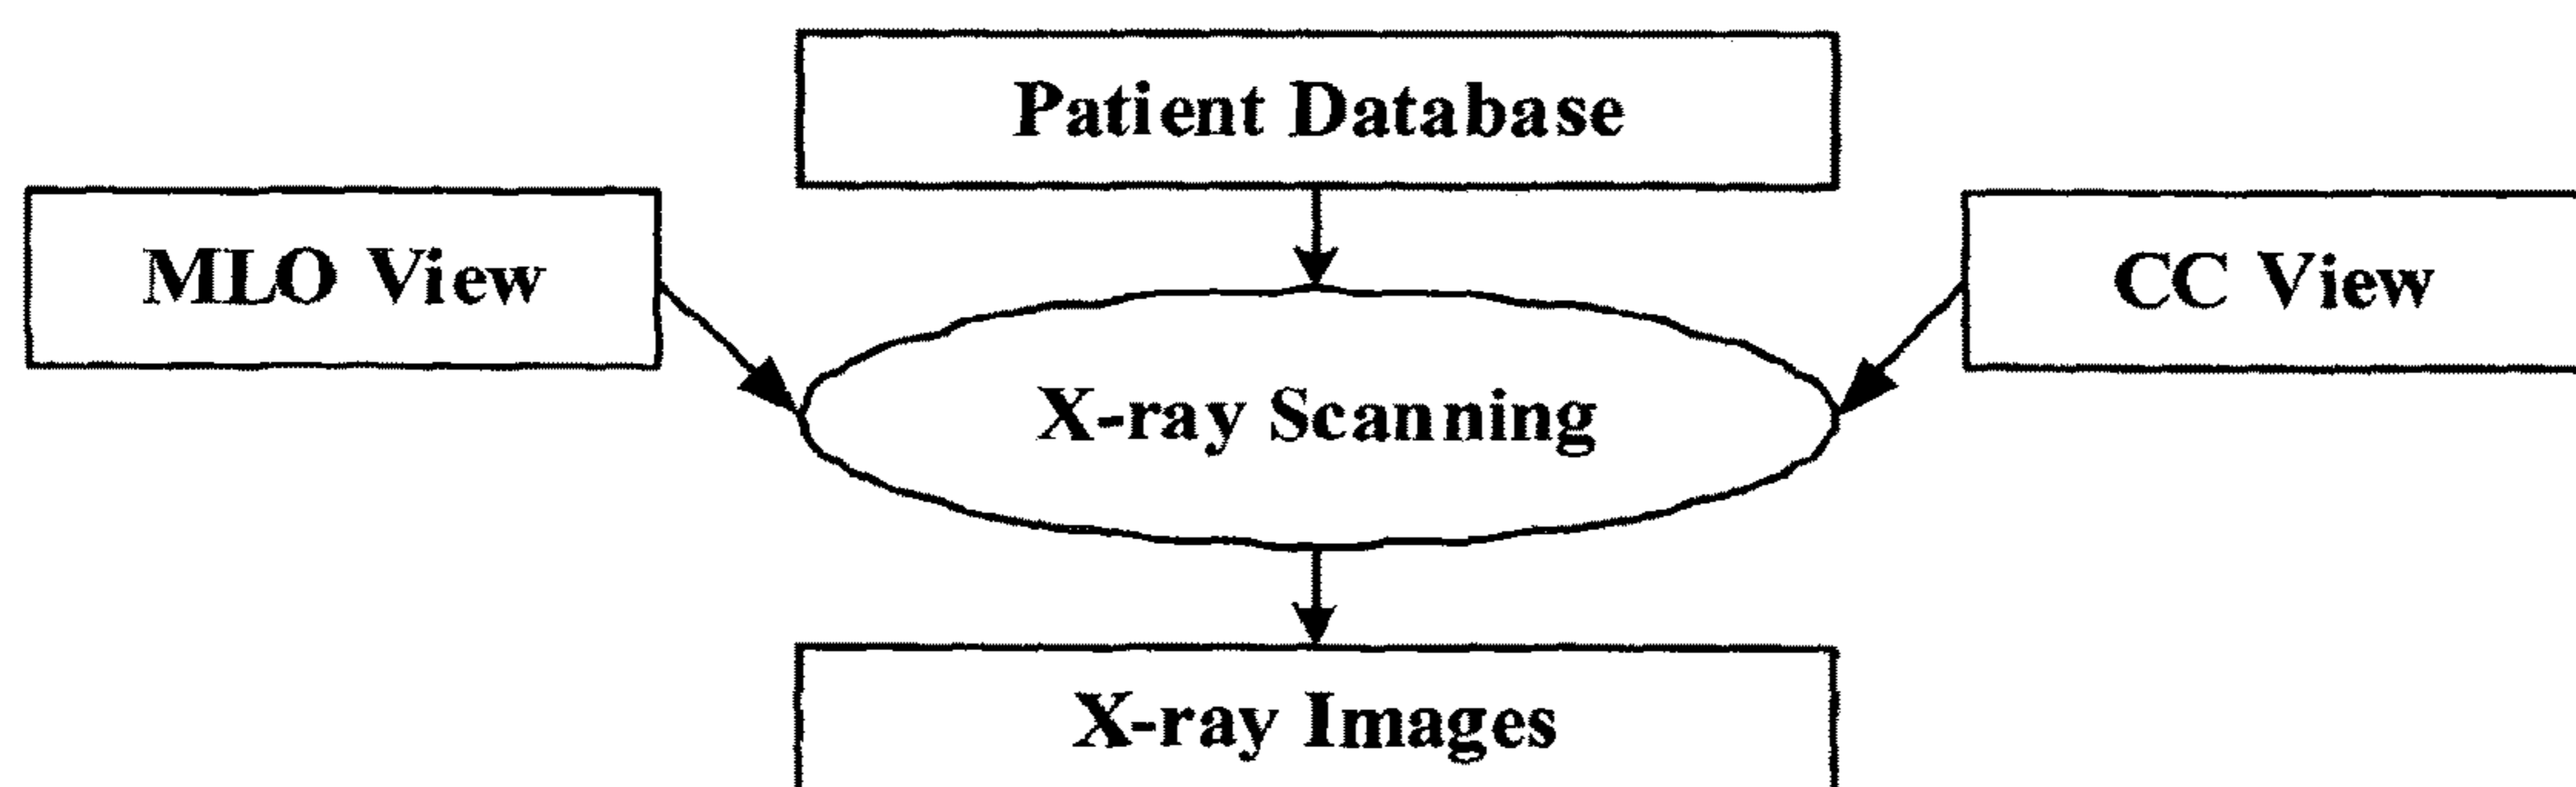 Patient Database
MLO View
CC View
X-ray Scanning
X-ray Images